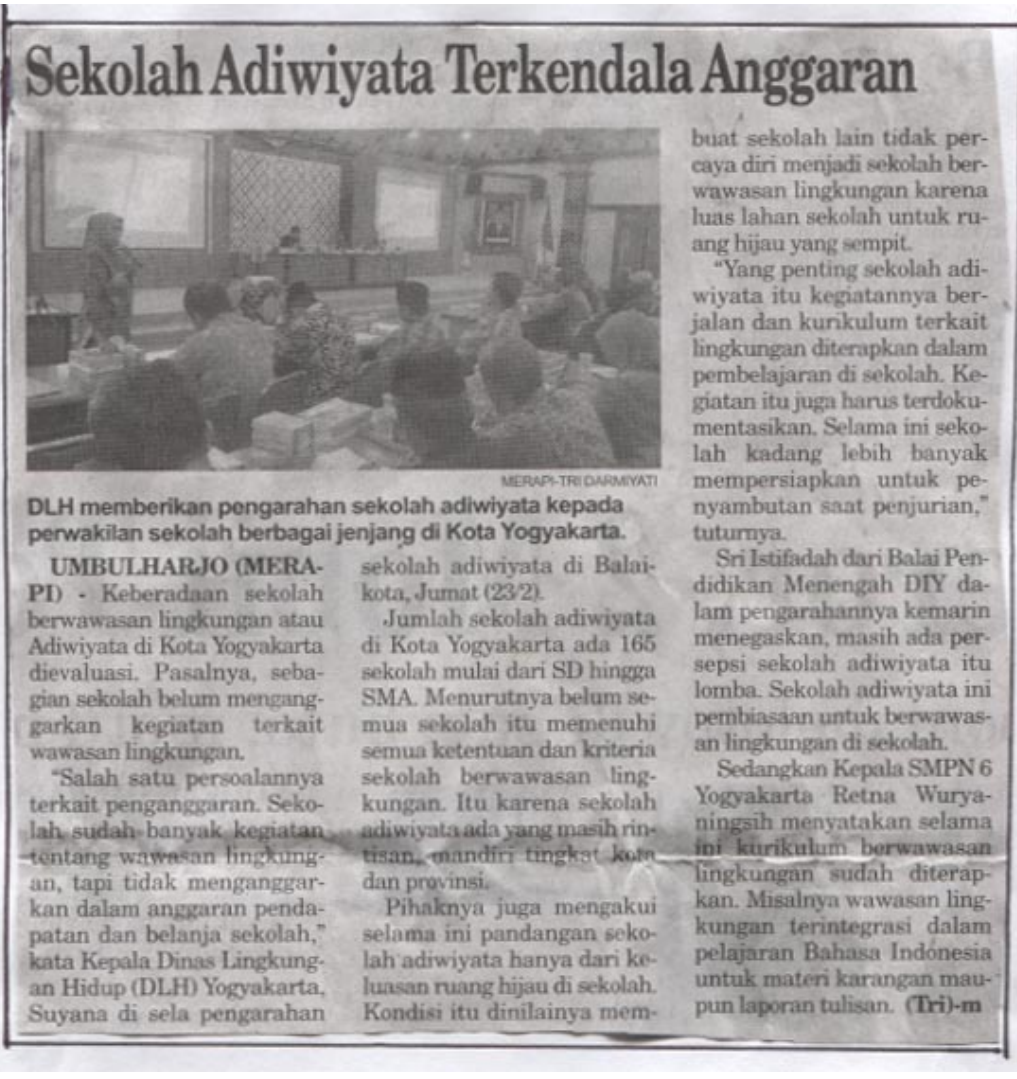 Sekolah Adiwiyata Terkendala Anggaran
MERAPI-TRI DARMIYATI
DLH memberikan pengarahan sekolah adiwiyata kepada
perwakilan sekolah berbagai jenjang di Kota Yogyakarta.
UMBULHARJO (MERA-
PI) - Keberadaan sekolah
berwawasan lingkungan atau
Adiwiyata di Kota Yogyakarta
dievaluasi. Pasalnya, seba-
gian sekolah belum mengang-
garkan kegiatan terkait
wawasan lingkungan.
"Salah satu persoalannya
terkait penganggaran. Seko-
lah sudah banyak kegiatan
tentang wawasan lingkung-
an, tapi tidak menganggar-
kan dalam anggaran penda-
patan dan belanja sekolah,"
kata Kepala Dinas Lingkung-
an Hidup (DLH) Yogyakarta,
Suyana di sela pengarahan
sekolah adiwiyata di Balai-
kota, Jumat (23/2).
Jumlah sekolah adiwiyata
di Kota Yogyakarta ada 165
sekolah mulai dari SD hingga
SMA. Menurutnya belum se-
mua sekolah itu memenuhi
semua ketentuan dan kriteria
sekolah berwawasan ling-
kungan. Itu karena sekolah
adiwiyata ada yang masih rin-
tisan, mandiri tingkat kota
dan provinsi.
Pihaknya juga mengakui
selama ini pandangan seko-
lah adiwiyata hanya dari ke-
luasan ruang hijau di sekolah.
Kondisi itu dinilainya mem-
buat sekolah lain tidak per-
caya diri menjadi sekolah ber-
wawasan lingkungan karena
luas lahan sekolah untuk ru-
ang hijau yang sempit.
"Yang penting sekolah adi-
wiyata itu kegiatannya ber-
jalan dan kurikulum terkait
lingkungan diterapkan dalam
pembelajaran di sekolah. Ke-
giatan itu juga harus terdoku-
mentasikan. Selama ini seko-
lah kadang lebih banyak
mempersiapkan untuk pe-
nyambutan saat penjurian,"
tuturnya.
Sri Istifadah dari Balai Pen-
didikan Menengah DIY da-
lam pengarahannya kemarin
menegaskan, masih ada per-
sepsi sekolah adiwiyata itu
lomba. Sekolah adiwiyata ini
pembiasaan untuk berwawas-
an lingkungan di sekolah.
Sedangkan Kepala SMPN 6
Yogyakarta Retna Wurya-
ningsih menyatakan selama
ini kurikulum berwawasan
lingkungan sudah diterap-
kan. Misalnya wawasan ling-
kungan terintegrasi dalam
pelajaran Bahasa Indonesia
untuk materi karangan mau-
pun laporan tulisan. (Tri)-m